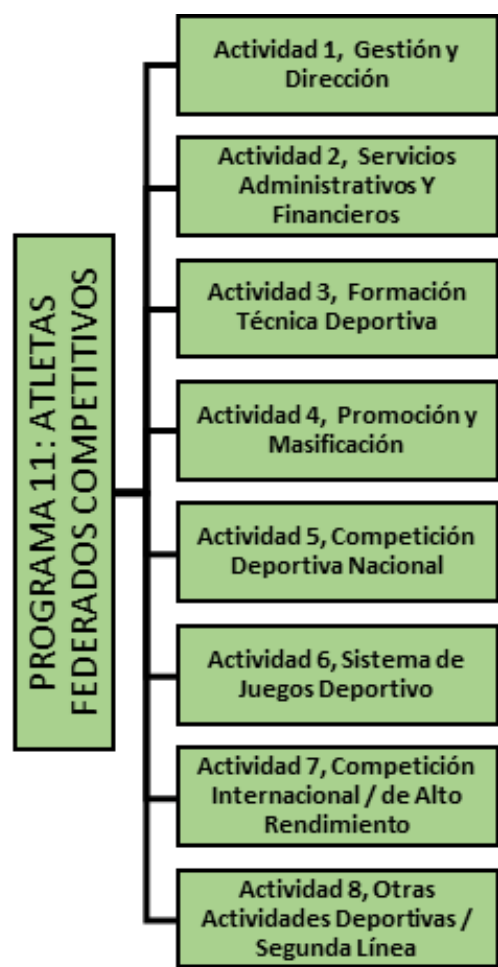 PROGRAMA 11: ATLETAS
FEDERADOS COMPETITIVOS
Actividad 1, Gestión y
Dirección
Actividad 2, Servicios
Administrativos Y
Financieros
Actividad 3, Formación
Técnica Deportiva
Actividad 4, Promoción y
Masificación
Actividad 5, Competición
Deportiva Nacional
Actividad 6, Sistema de
Juegos Deportivo
Actividad 7, Competición
Internacional / de Alto
Rendimiento
Actividad 8, Otras
Actividades Deportivas /
Segunda Línea